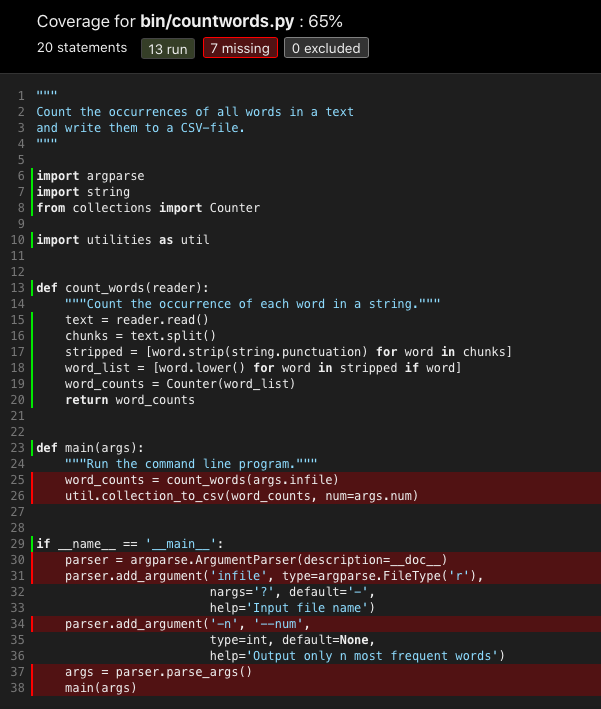 Coverage for bin/countwords.py : 65%
20 statements 13 run 7 missing 0 excluded
1 """
2 Count the occurrences of all words in a text
3 and write them to a CSV-file.
4 """
5
6 import argparse
7 import string
8 from collections import Counter
9
10 import utilities as util
11
12
13 def count_words(reader):
14     """Count the occurrence of each word in a string."""
15     text = reader.read()
16     chunks = text.split()
17     stripped = [word.strip(string.punctuation) for word in chunks]
18     word_list = [word.lower() for word in stripped if word]
19     word_counts = Counter(word_list)
20     return word_counts
21
22
23 def main(args):
24     """Run the command line program."""
25     word_counts = count_words(args.infile)
26     util.collection_to_csv(word_counts, num=args.num)
27
28
29 if __name__ == '__main__':
30     parser = argparse.ArgumentParser(description=__doc__)
31     parser.add_argument('infile', type=argparse.FileType('r'),
32                         nargs='?', default='-',
33                         help='Input file name')
34     parser.add_argument('-n', '--num',
35                         type=int, default=None,
36                         help='Output only n most frequent words')
37     args = parser.parse_args()
38     main(args)